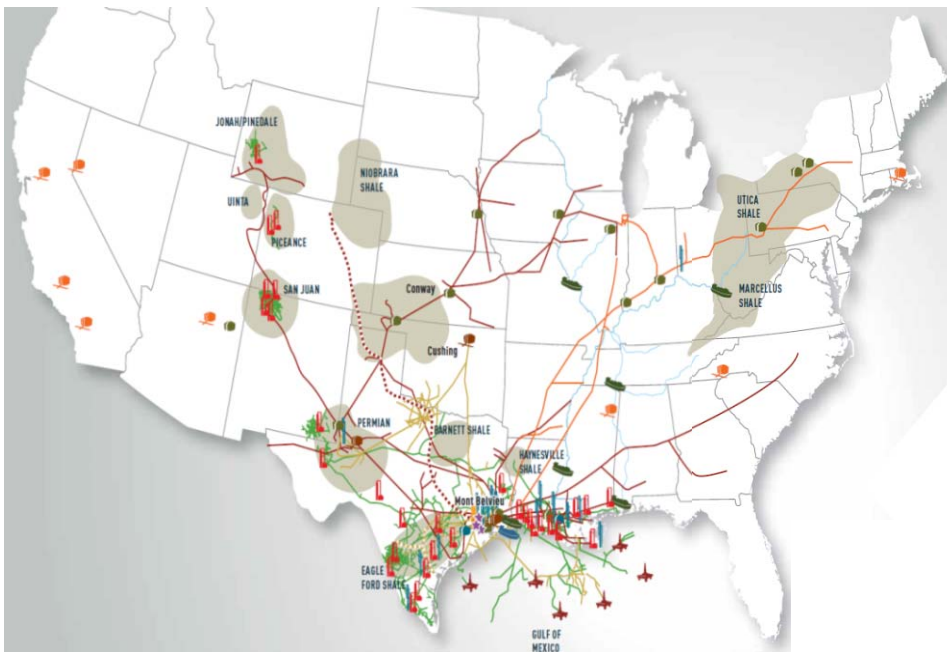 JONAH/PINEDALE
NIOBRARA
SHALE
UINTA
UTICA
SHALE
PICEANCE
SAN JUAN
Conway
MARCELLUS
SHALE
Cushing
PERMIAN
BARNETT SHALE
HAYNESVILLE
SHALE
Mont Belvieu
EAGLE
FORD SHALE
GULF OF
MEXICO